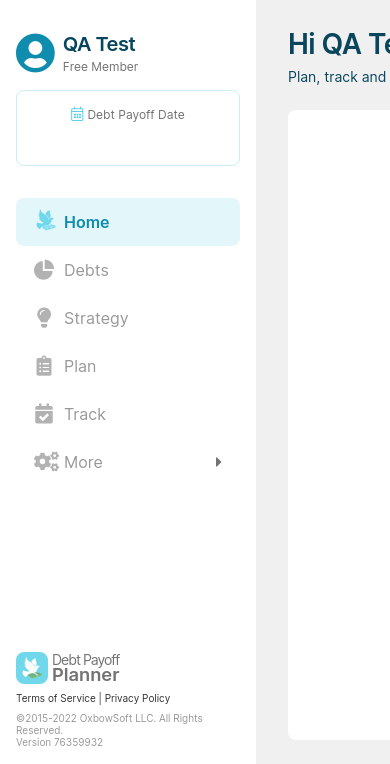 QA Test
Free Member
Debt Payoff Date
Home
Debts
Strategy
Plan
Track
More
Debt Payoff
Planner
Terms of Service | Privacy Policy
©2015-2022 OxbowSoft LLC. All Rights
Reserved.
Version 76359932
Hi QA Te
Plan, track and